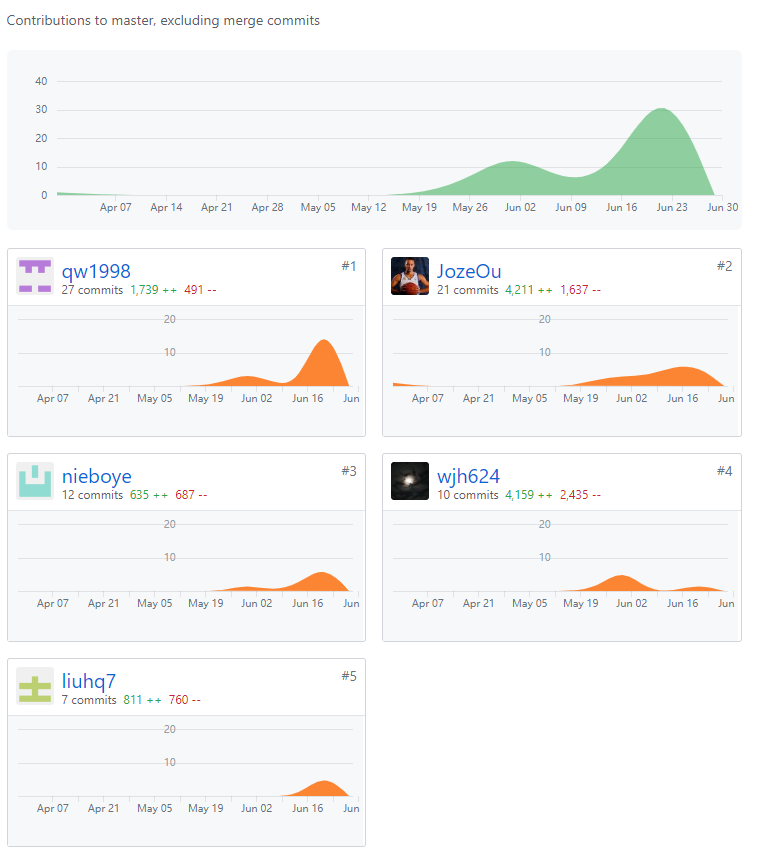 Contributions to master, excluding merge commits
40
30
20
10
0
Apr 07 Apr 14 Apr 21 Apr 28 May 05 May 12 May 19 May 26 Jun 02 Jun 09 Jun 16 Jun 23 Jun 30
qw1998 #1
27 commits 1,739 ++ 491 --
20
10
Apr 07 Apr 21 May 05 May 19 Jun 02 Jun 16 Jun
JozeOu #2
21 commits 4,211 ++ 1,637 --
20
10
Apr 07 Apr 21 May 05 May 19 Jun 02 Jun 16 Jun
nieboye #3
12 commits 635 ++ 687 --
20
10
Apr 07 Apr 21 May 05 May 19 Jun 02 Jun 16 Jun
wjh624 #4
10 commits 4,159 ++ 2,435 --
20
10
Apr 07 Apr 21 May 05 May 19 Jun 02 Jun 16 Jun
liuhq7 #5
7 commits 811 ++ 760 --
20
10
Apr 07 Apr 21 May 05 May 19 Jun 02 Jun 16 Jun